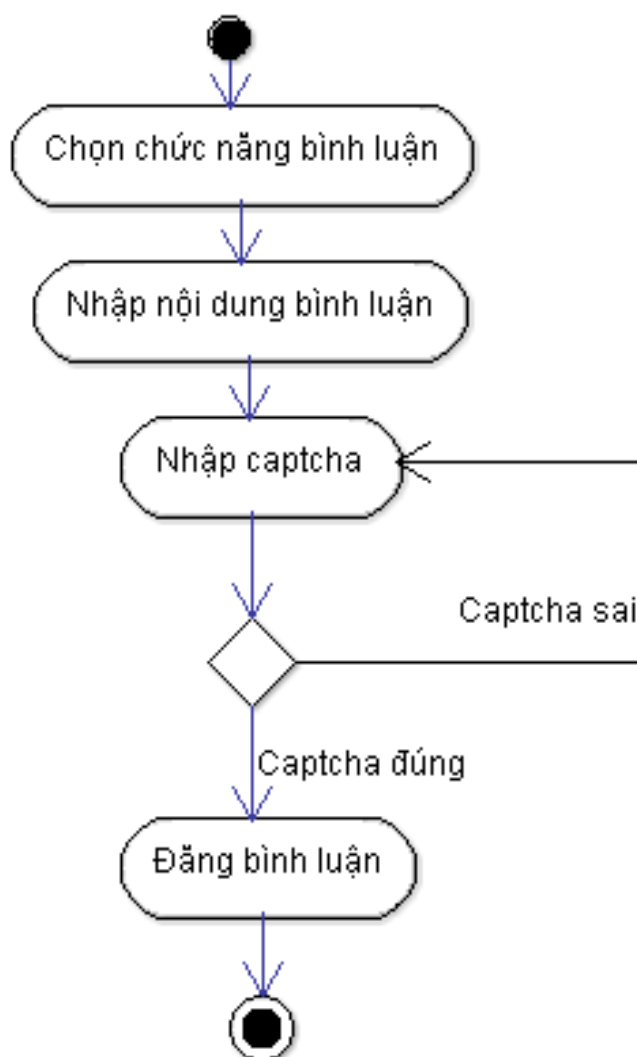 Chọn chức năng bình luận
Nhập nội dung bình luận
Nhập captcha
Captcha sai
Captcha đúng
Đăng bình luận